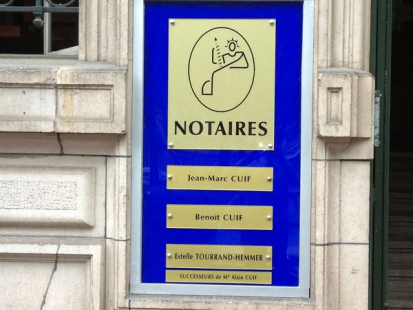 NOTAIRES
Jean-Marc CUIF
Benoit CUIF
Estelle TOURRAND-HEMMER
SUCCESSEURS de Me Alain CUIF